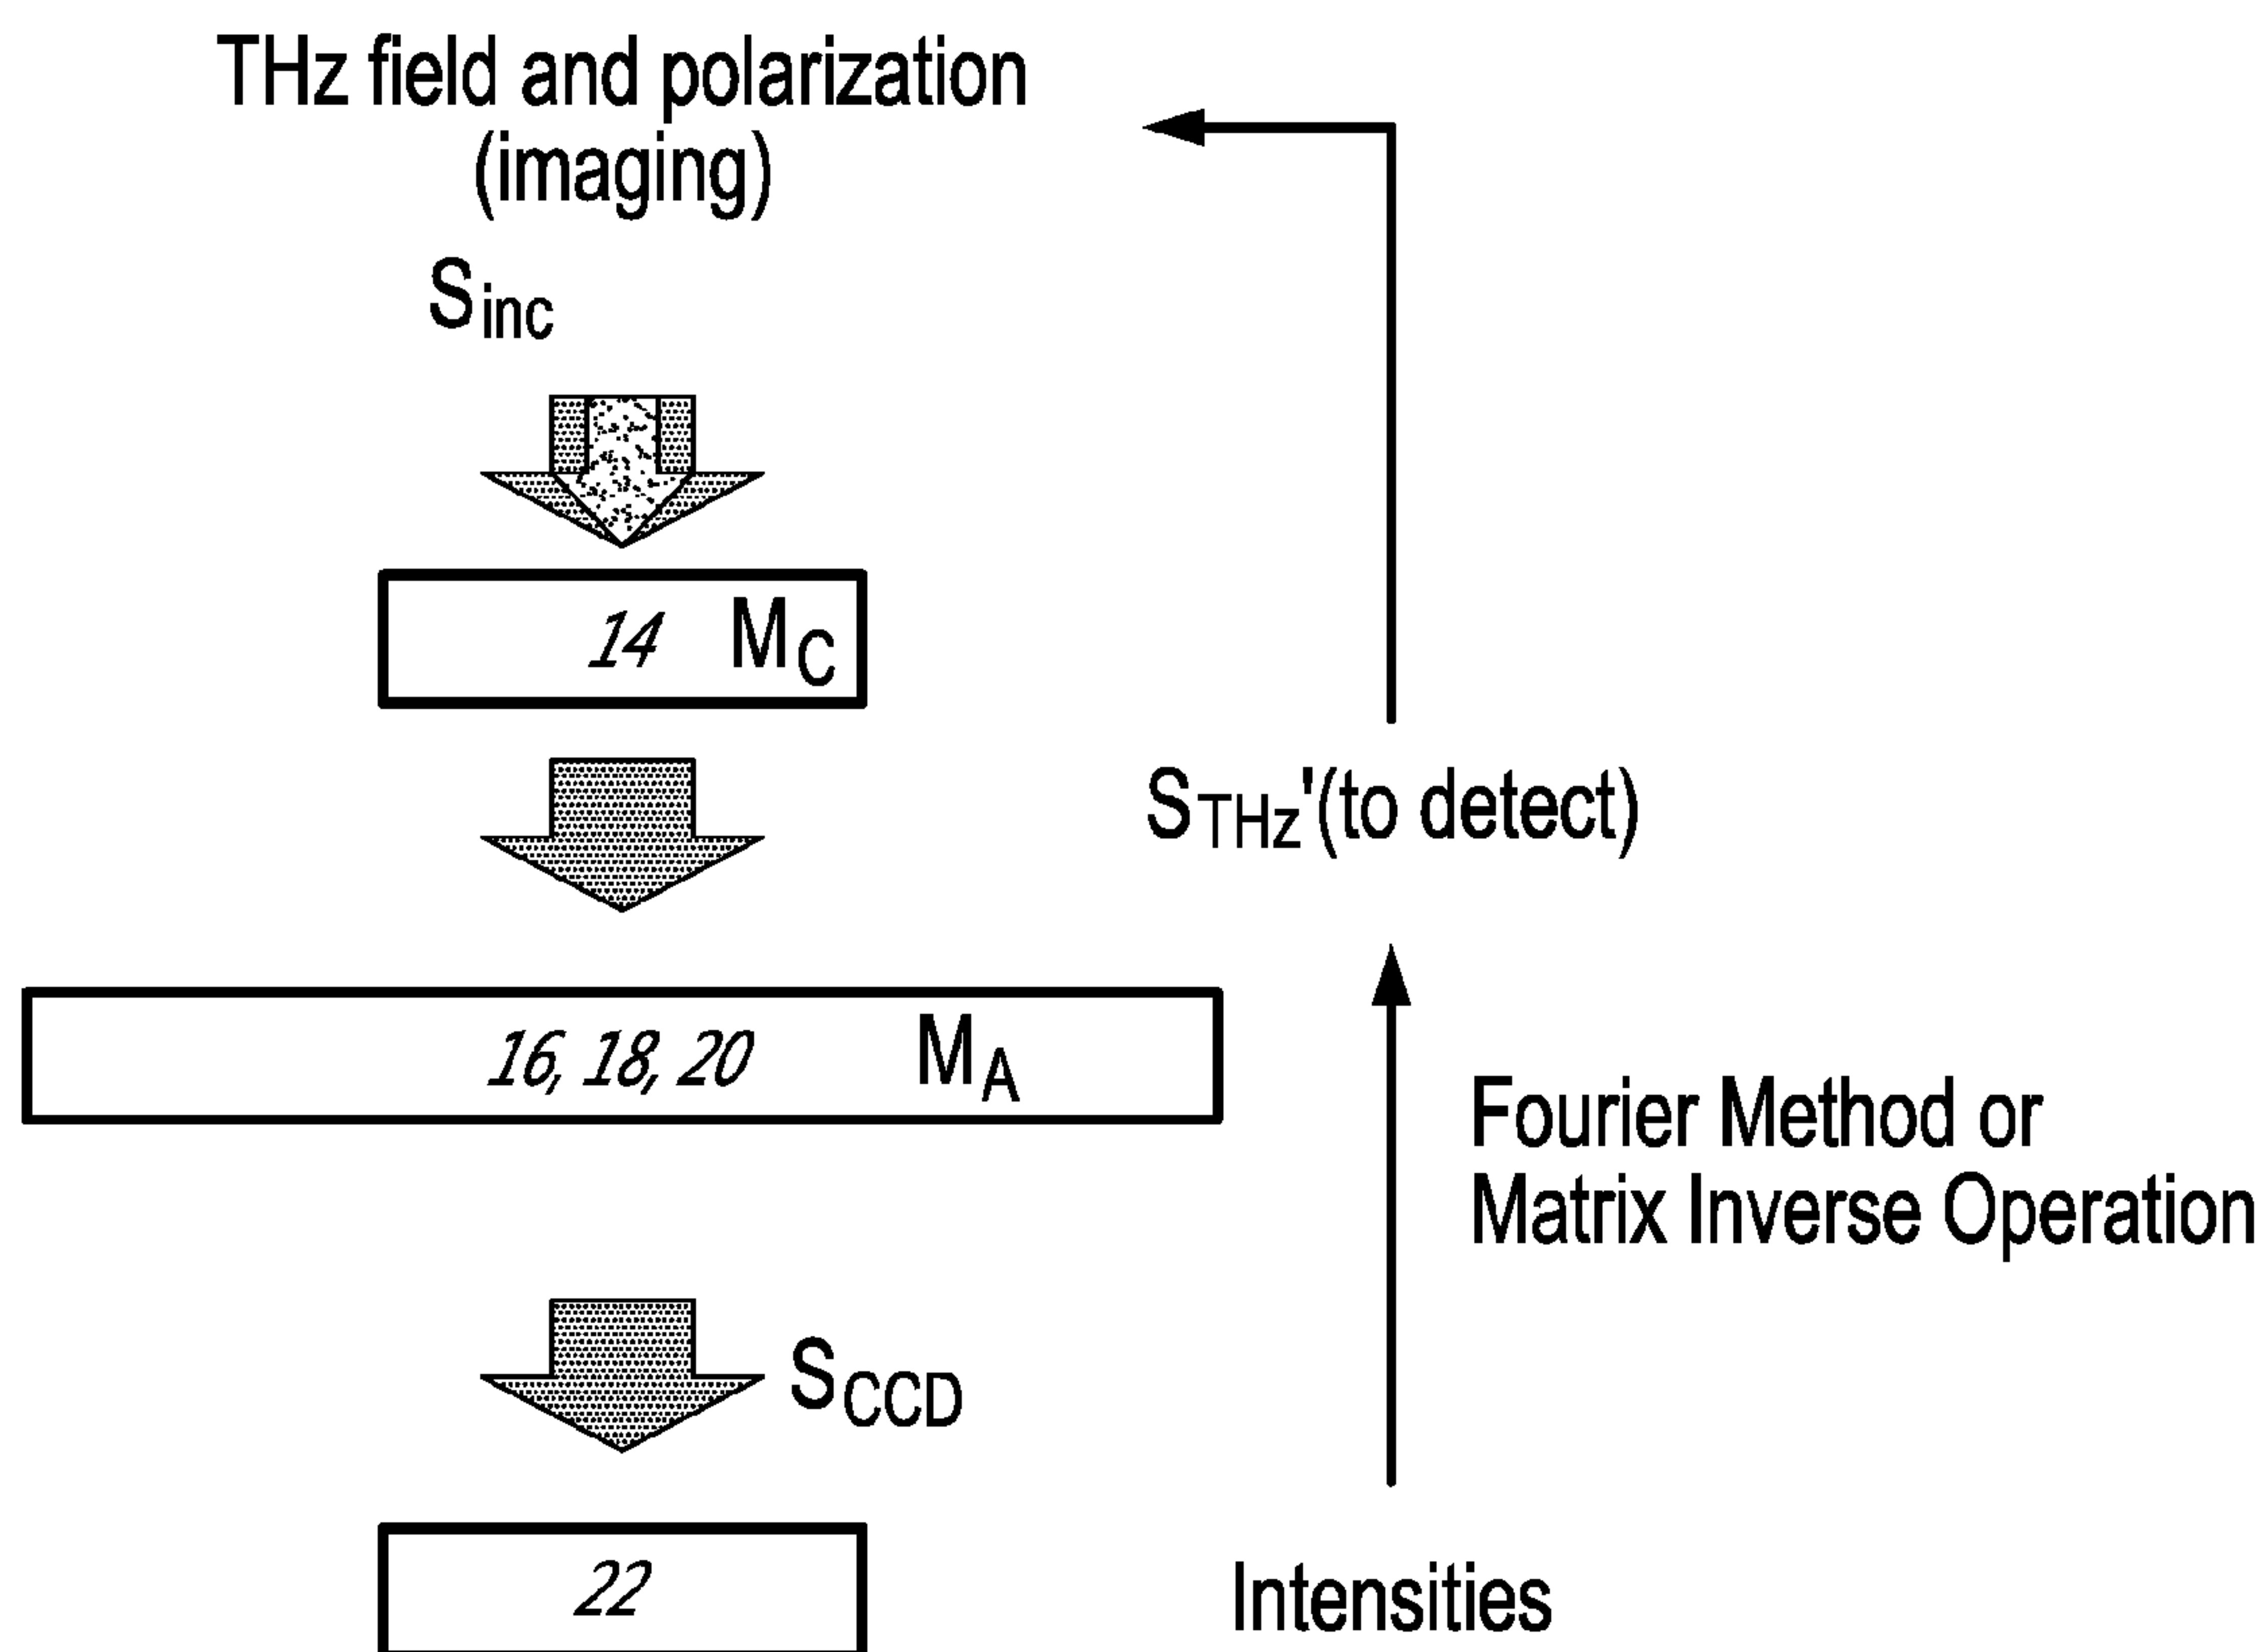 THz field and polarization
(imaging)
Sinc
14 MC
STHz'(to detect)
16, 18, 20 MA
Fourier Method or
Matrix Inverse Operation
SCCD
22
Intensities